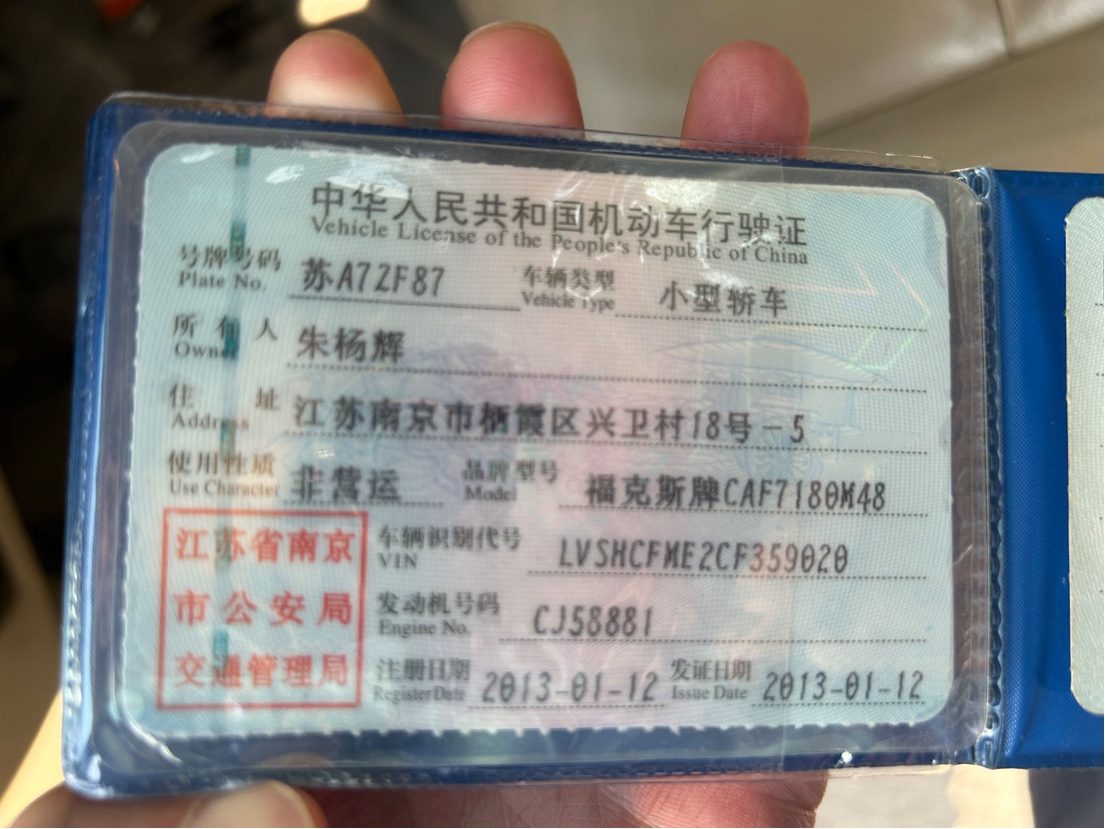 中华人民共和国机动车行驶证
Vehicle License of the People's Republic of China
号牌号码 苏A7ZF87 车辆类型 小型轿车
Plate No. Vehicle Type
所有人 朱杨辉
Owner
住址 江苏南京市栖霞区兴卫村18号-5
Address
使用性质 非营运 品牌型号 福克斯牌CAF7180M48
Use Character Model
江苏省南京 车辆识别代号 LVSHCFME2CF359020
VIN
市公安局 发动机号码 CJ58881
Engine No.
交通管理局 注册日期 2013-01-12 发证日期 2013-01-12
Register Date Issue Date